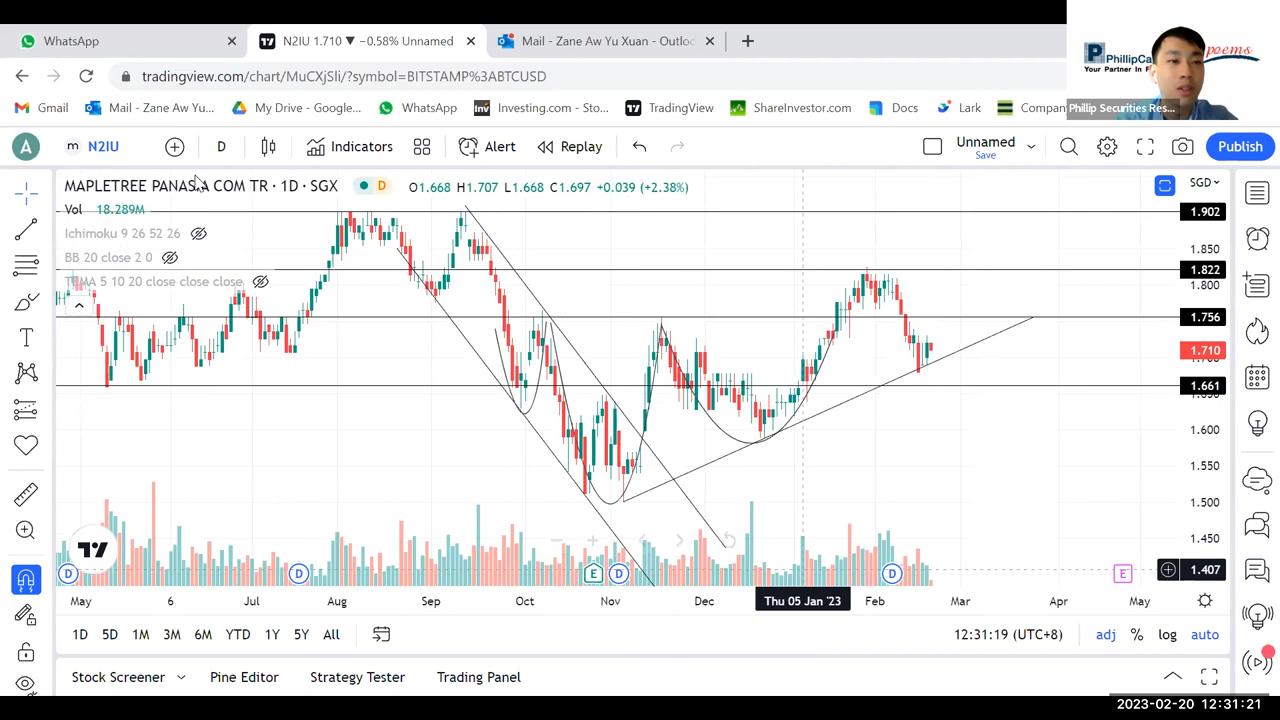 WhatsApp
N2IU 1.710 ▼ −0.58% Unnamed
Mail - Zane Aw Yu Xuan - Outloo
PhillipCa
Your Partner In F
poems
Phillip Securities Res...
tradingview.com/chart/MuCXjSli/?symbol=BITSTAMP%3ABTCUSD
Gmail
Mail - Zane Aw Yu...
My Drive - Google...
WhatsApp
Investing.com - Sto...
TradingView
ShareInvestor.com
Docs
Lark
Compan
A
N2IU
D
Indicators
Alert
Replay
Unnamed
Save
Publish
MAPLETREE PANASIA COM TR · 1D · SGX
D
O1.668 H1.707 L1.668 C1.697 +0.039 (+2.38%)
SGD
Vol 18.289M
Ichimoku 9 26 52 26
BB 20 close 2 0
TEMA 5 10 20 close close close
1.902
1.850
1.822
1.800
1.756
1.710
1.661
1.600
1.550
1.500
1.450
1.407
D
D
E
D
D
E
May
6
Jul
Aug
Sep
Oct
Nov
Dec
Thu 05 Jan '23
Feb
Mar
Apr
May
1D
5D
1M
3M
6M
YTD
1Y
5Y
All
12:31:19 (UTC+8)
adj
%
log
auto
Stock Screener
Pine Editor
Strategy Tester
Trading Panel
2023-02-20 12:31:21